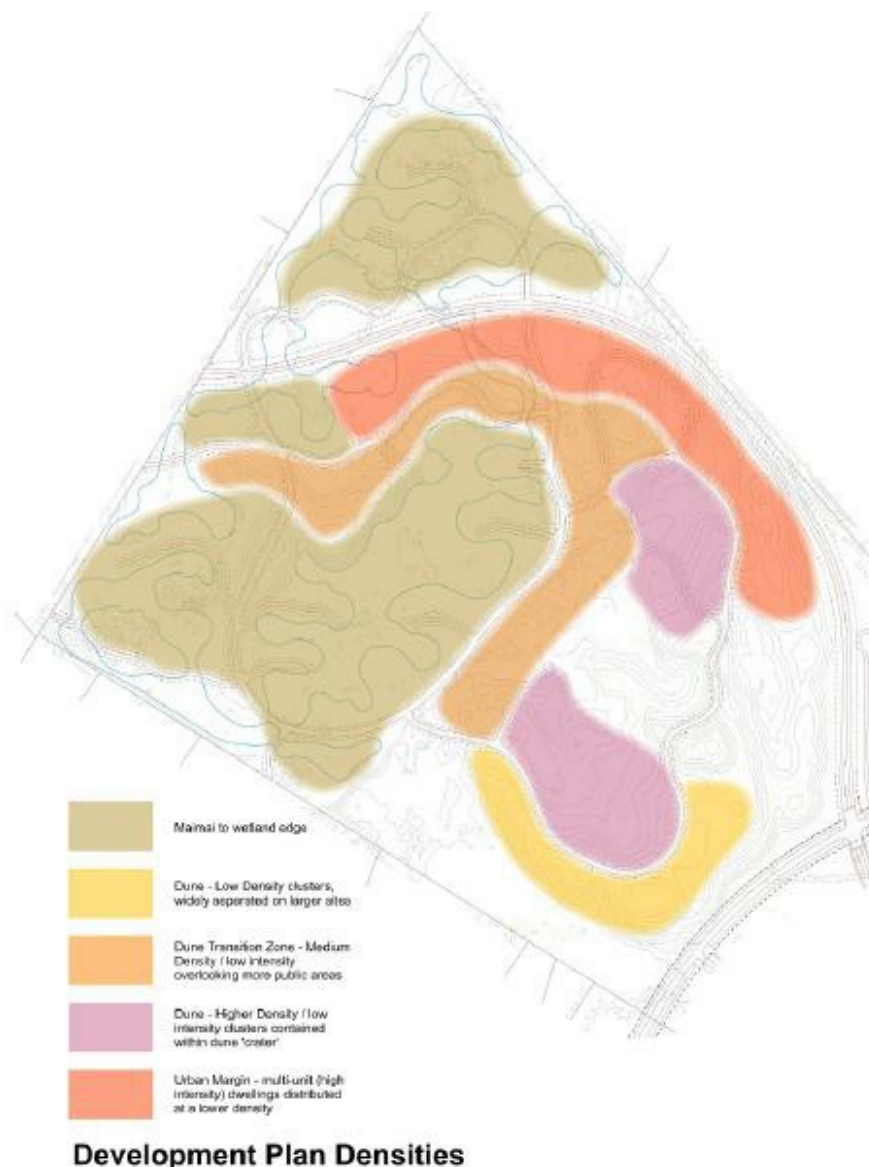 Maimai to wetland edge
Dune - Low Density clusters,
widely separated on larger sites
Dune Transition Zone - Medium
Density / low intensity
overlooking more public areas
Dune - Higher Density / low
intensity clusters contained
within dune 'crater'
Urban Margin - multi-unit (high
intensity) dwellings distributed
at a lower density
Development Plan Densities